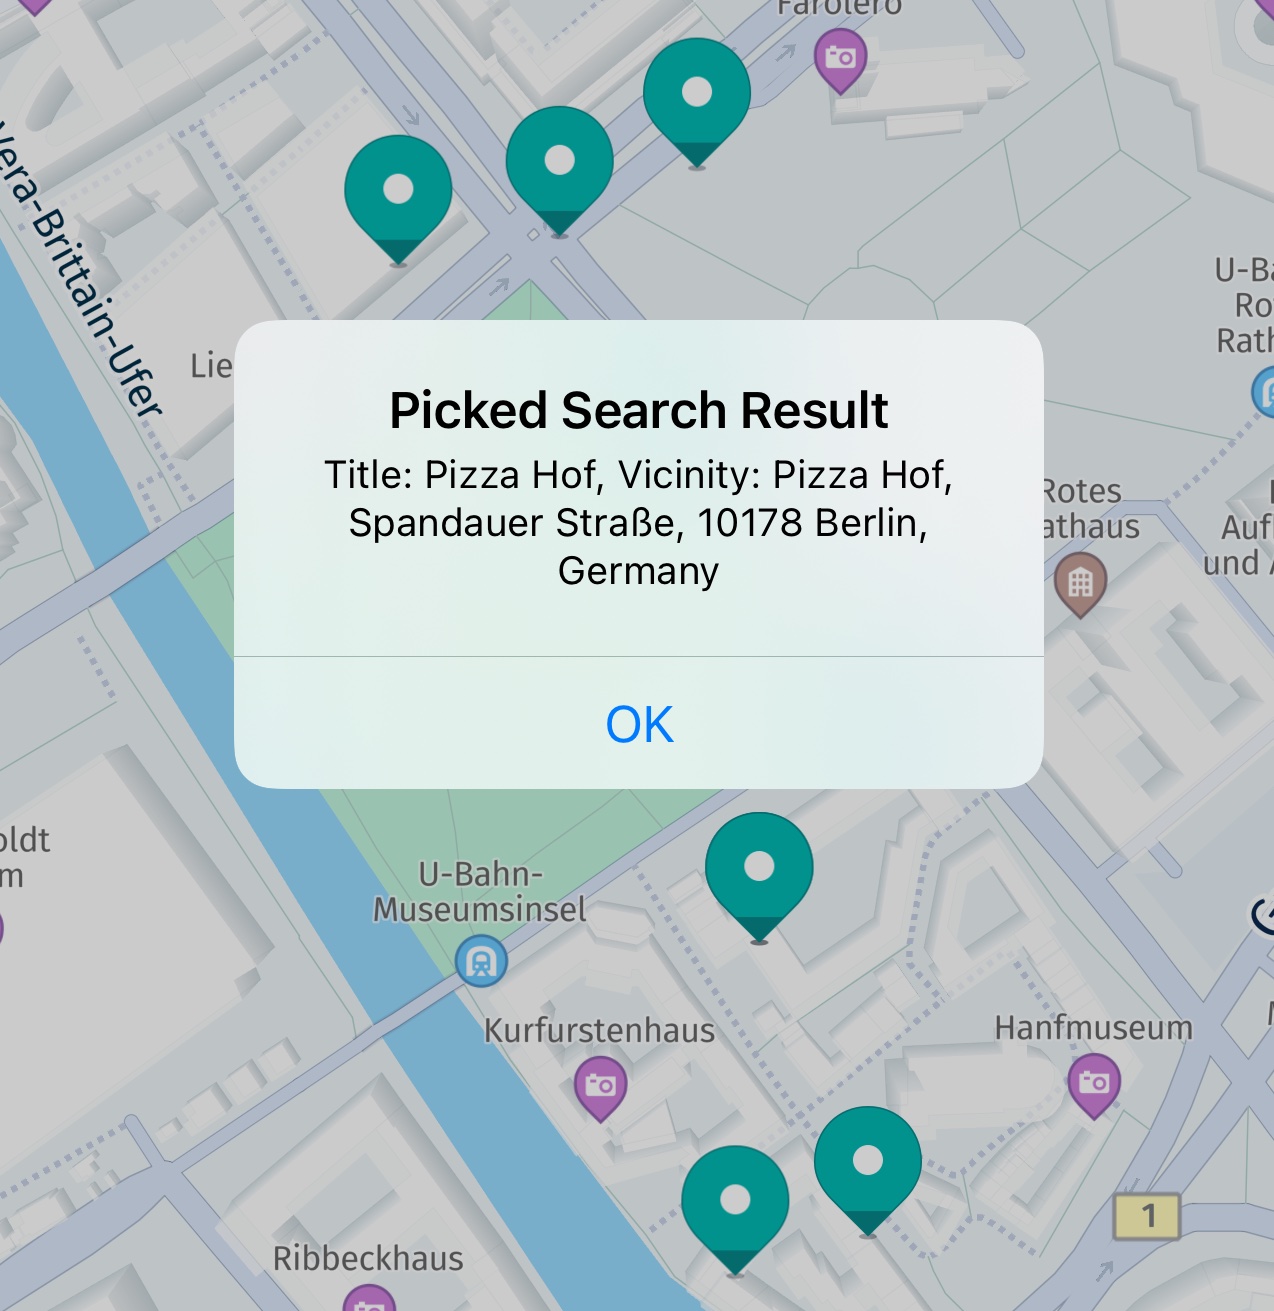 Farolero
Vera-Brittain-Ufer
Lie
U-Ba
Ro
Rath
Picked Search Result
Title: Pizza Hof, Vicinity: Pizza Hof,
Spandauer Straße, 10178 Berlin,
Germany
OK
Rotes
athaus
Auf
und A
oldt
m
U-Bahn-
Museumsinsel
Kurfurstenhaus
Hanfmuseum
1
Ribbeckhaus